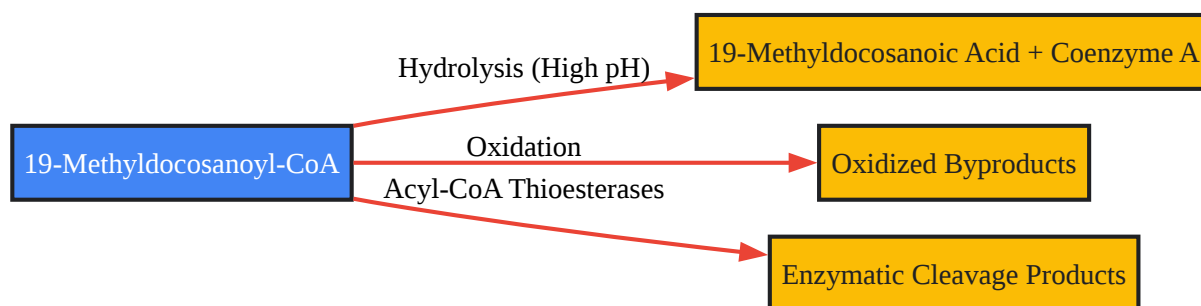 19-Methyldocosanoic Acid + Coenzyme A
Hydrolysis (High pH)
19-Methyldocosanoyl-CoA
Oxidation
Oxidized Byproducts
Acyl-CoA Thioesterases
Enzymatic Cleavage Products